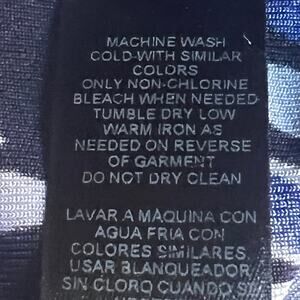 MACHINE WASH
COLD-WITH SIMILAR
COLORS
ONLY NON-CHLORINE
BLEACH WHEN NEEDED
TUMBLE DRY LOW
WARM IRON AS
NEEDED ON REVERSE
OF GARMENT
DO NOT DRY CLEAN
LAVAR A MAQUINA CON
AGUA FRIA CON
COLORES SIMILARES.
USAR BLANQUEADOR
SIN CLORO CUANDO SE